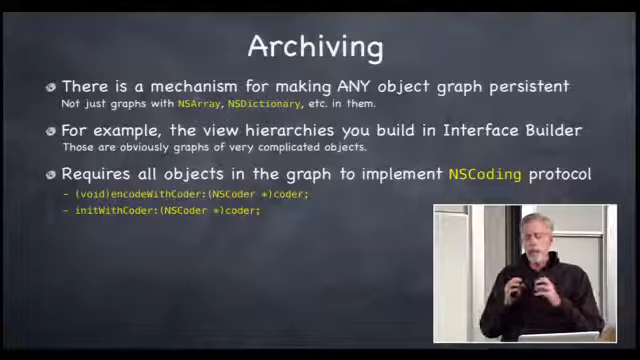 Archiving
There is a mechanism for making ANY object graph persistent
Not just graphs with NSArray, NSDictionary, etc. in them.
For example, the view hierarchies you build in Interface Builder
Those are obviously graphs of very complicated objects.
Requires all objects in the graph to implement NSCoding protocol
- (void)encodeWithCoder:(NSCoder *)coder;
- initWithCoder:(NSCoder *)coder;